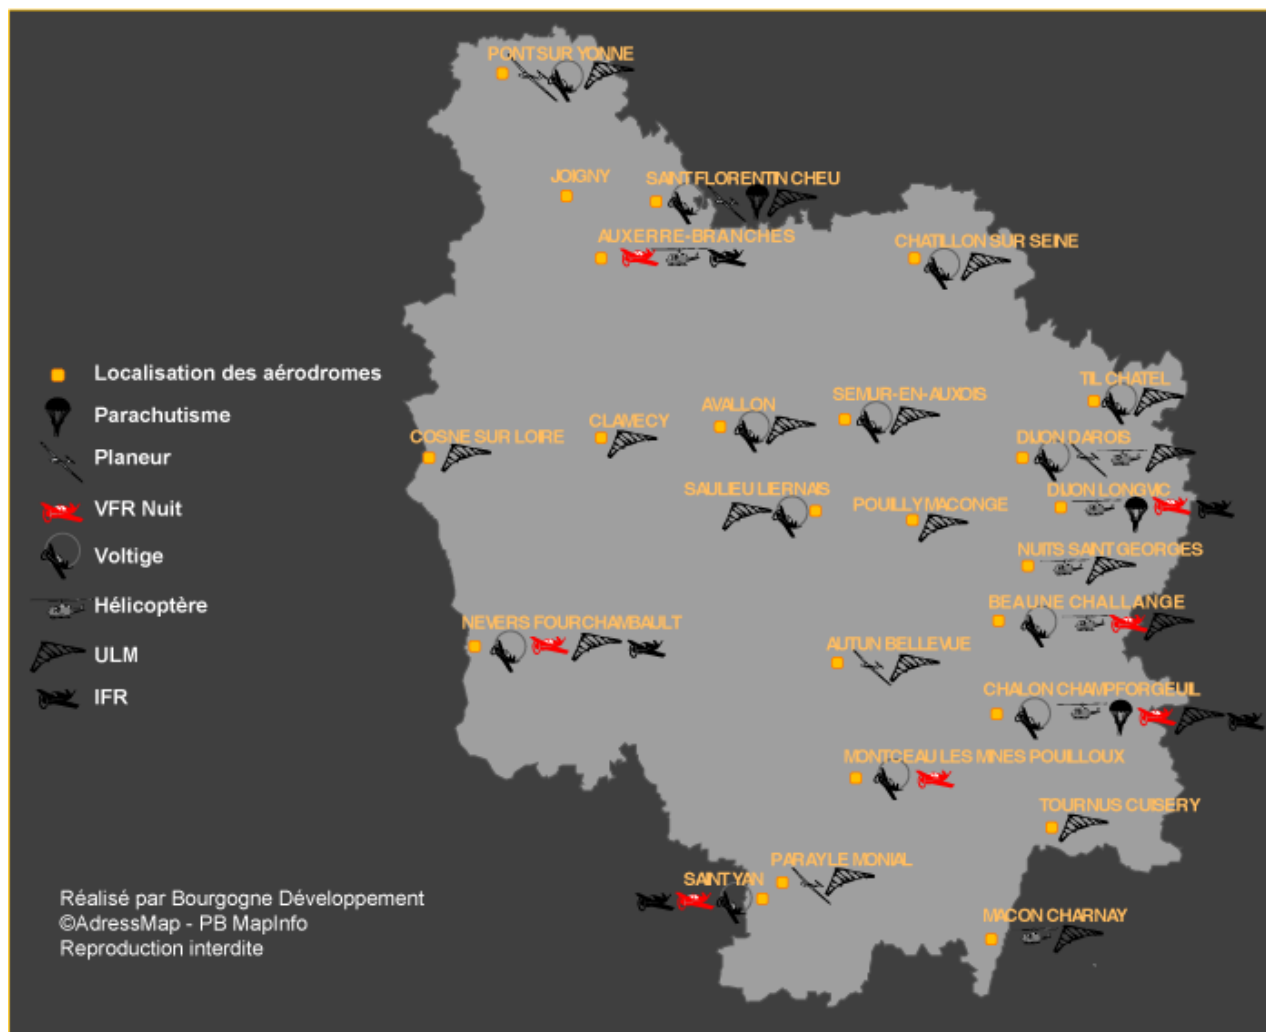 PONT SUR YONNE
JOIGNY
SAINT FLORENTIN CHEU
AUXERRE-BRANCHES
CHATILLON SUR SEINE
Localisation des aérodromes
Parachutisme
Planeur
VFR Nuit
Voltige
Hélicoptère
ULM
IFR
TIL CHATEL
SEMUR-EN-AUXOIS
AVALLON
CLAMECY
COSNE SUR LOIRE
DIJON DAROIS
SAULIEU LIERNAIS
DIJON LONGVIC
POUILLY MACONGE
NUITS SAINT GEORGES
BEAUNE CHALLANGE
NEVERS FOURCHAMBAULT
AUTUN BELLEVUE
CHALON CHAMPFORGEUIL
MONTCEAU LES MINES POUILLOUX
TOURNUS CUISERY
PARAY LE MONIAL
SAINT YAN
MACON CHARNAY
Réalisé par Bourgogne Développement
©AdressMap - PB MapInfo
Reproduction interdite